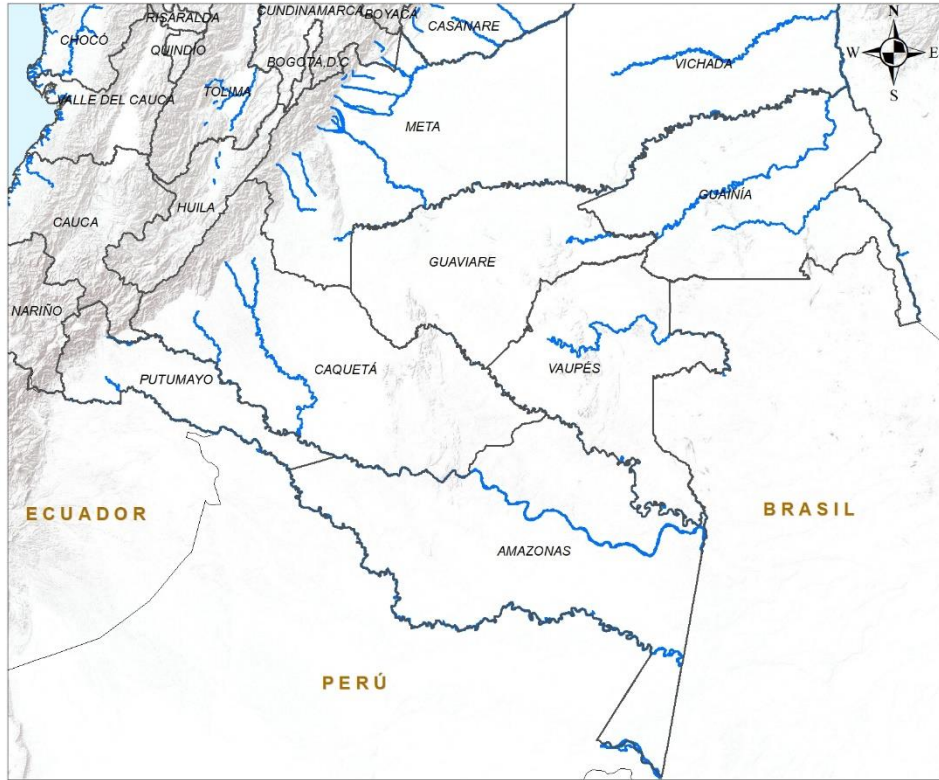 CUNDINAMARCA
BOYACÁ
RISARALDA
CASANARE
N
CHOCÓ
QUINDÍO
BOGOTÁ,D.C
W
E
VICHADA
VALLE DEL CAUCA
TOLIMA
S
META
GUAINÍA
HUILA
CAUCA
GUAVIARE
NARIÑO
CAQUETÁ
VAUPÉS
PUTUMAYO
ECUADOR
BRASIL
AMAZONAS
PERÚ